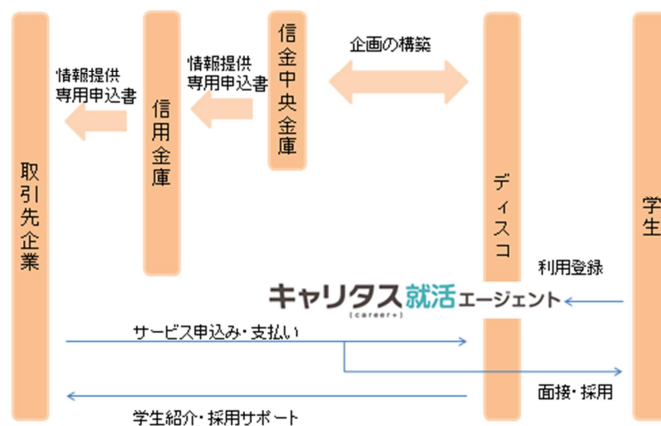 信金中央金庫
企画の構築
情報提供
専用申込書
情報提供
専用申込書
信用金庫
取引先企業
ディスコ
学生
利用登録
キャリタス就活エージェント
(career+)
サービス申込み・支払い
面接・採用
学生紹介・採用サポート